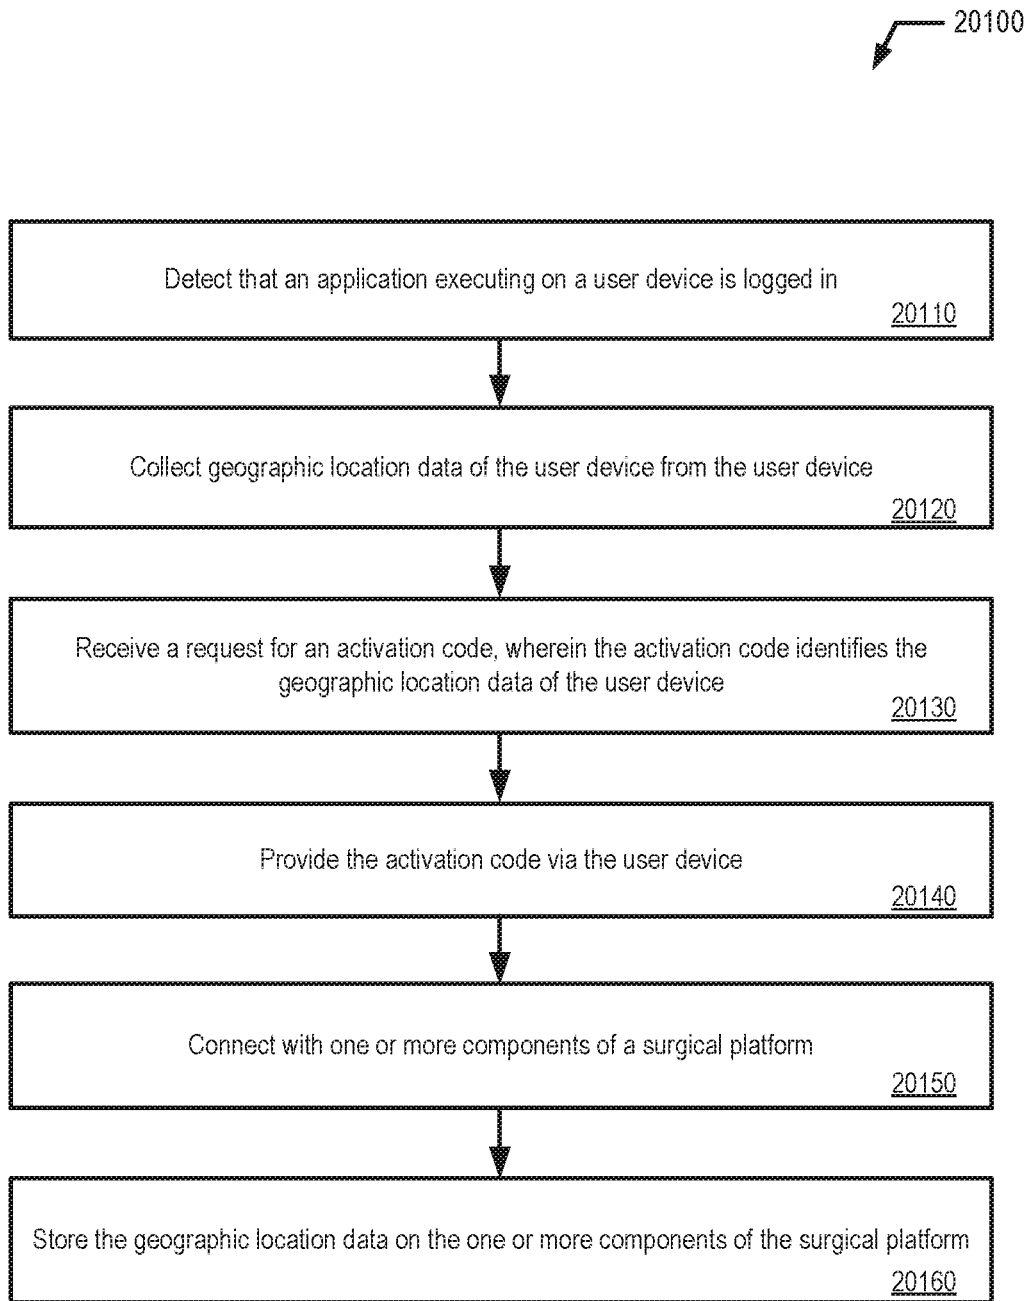 20100
Detect that an application executing on a user device is logged in
20110
Collect geographic location data of the user device from the user device
20120
Receive a request for an activation code, wherein the activation code identifies the
geographic location data of the user device
20130
Provide the activation code via the user device
20140
Connect with one or more components of a surgical platform
20150
Store the geographic location data on the one or more components of the surgical platform
20160